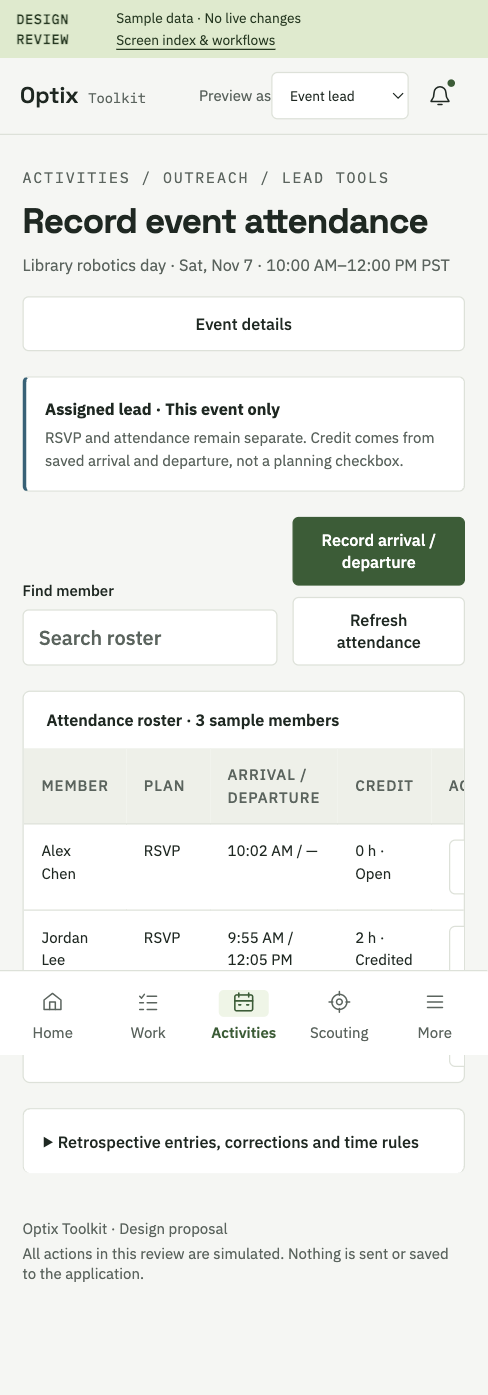 DESIGN
REVIEW
Sample data · No live changes
Screen index & workflows
Optix Toolkit
Preview as
Event lead
ACTIVITIES / OUTREACH / LEAD TOOLS
Record event attendance
Library robotics day · Sat, Nov 7 · 10:00 AM–12:00 PM PST
Event details
Assigned lead · This event only
RSVP and attendance remain separate. Credit comes from
saved arrival and departure, not a planning checkbox.
Record arrival /
departure
Find member
Search roster
Refresh
attendance
Attendance roster · 3 sample members
MEMBER PLAN ARRIVAL / DEPARTURE CREDIT
Alex Chen RSVP 10:02 AM / — 0 h · Open
Jordan Lee RSVP 9:55 AM / 12:05 PM 2 h · Credited
Home Work Activities Scouting More
Retrospective entries, corrections and time rules
Optix Toolkit · Design proposal
All actions in this review are simulated. Nothing is sent or saved
to the application.